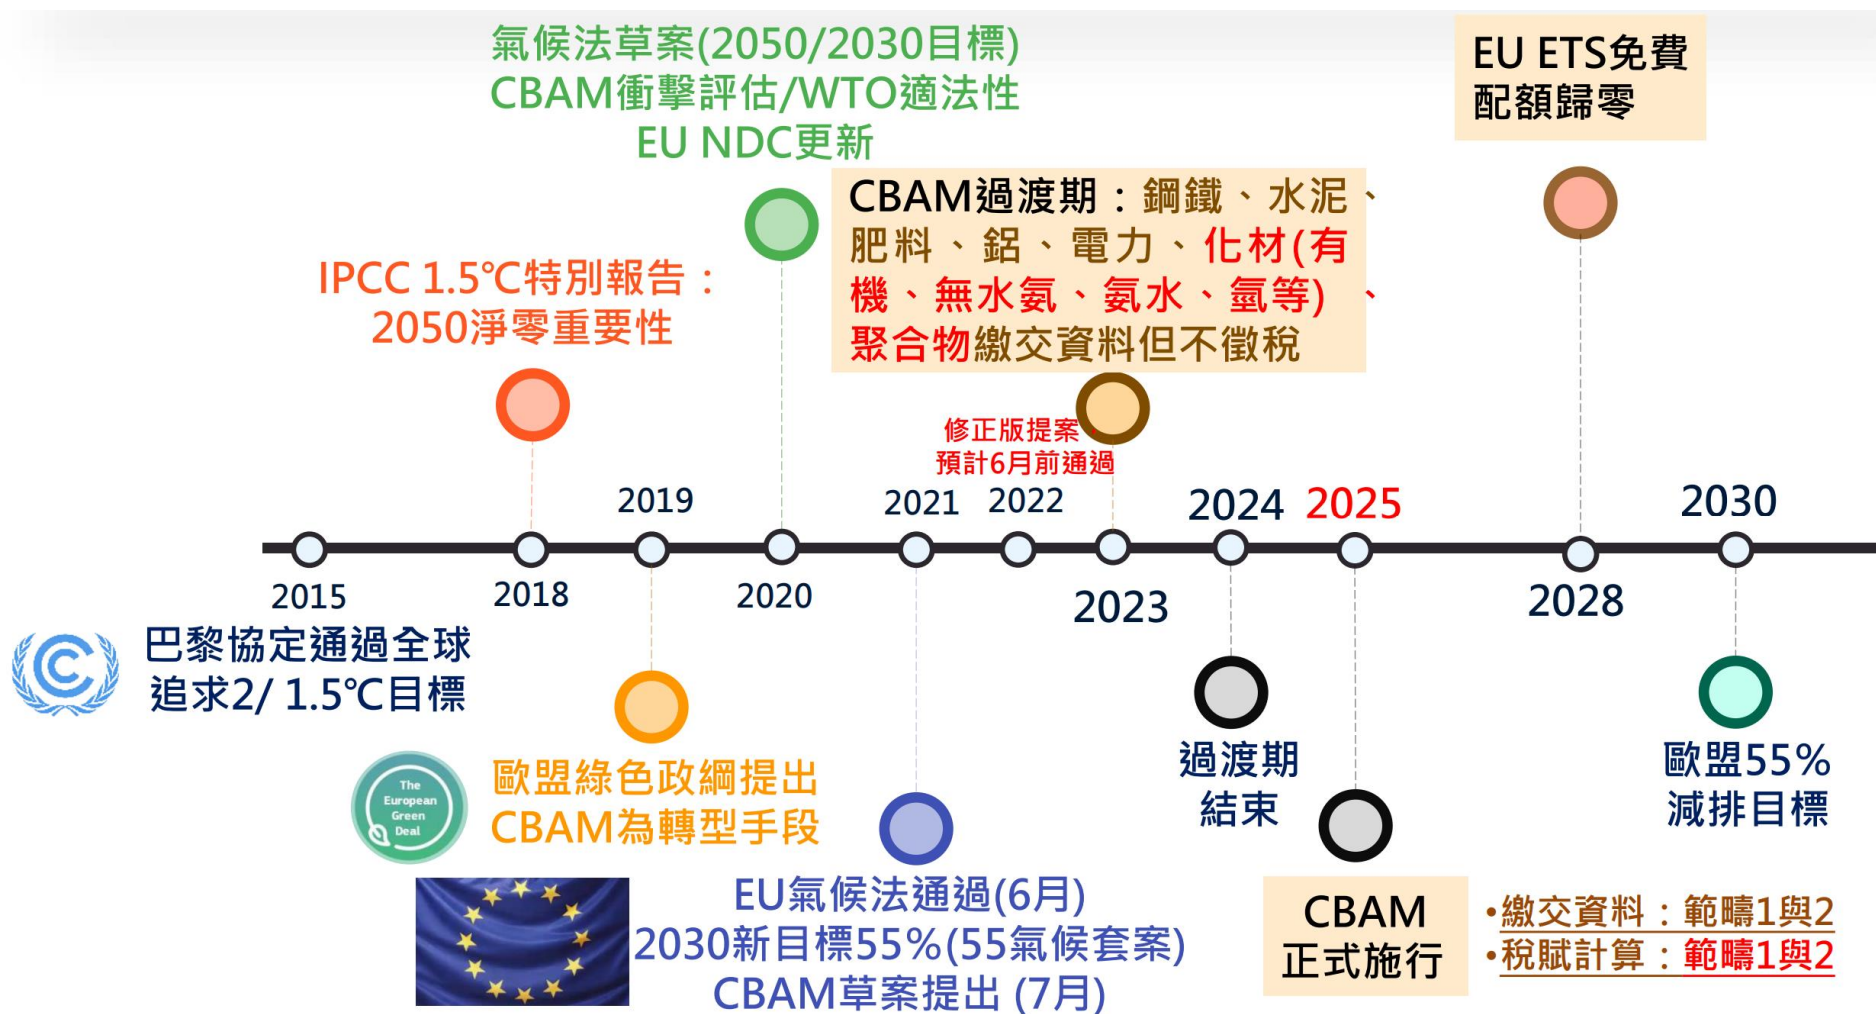 氣候法草案(2050/2030目標)
CBAM衝擊評估/WTO適法性
EU NDC更新
EU ETS免費
配額歸零
CBAM過渡期：鋼鐵、水泥、
肥料、鋁、電力、化材(有
機、無水氨、氨水、氫等)、
聚合物繳交資料但不徵稅
IPCC 1.5℃特別報告：
2050淨零重要性
修正版提案
預計6月前通過
2019
2021
2022
2024
2025
2030
2015
2018
2020
2023
2028
巴黎協定通過全球
追求2/ 1.5℃目標
The
European
Green
Deal
歐盟綠色政綱提出
CBAM為轉型手段
過渡期
結束
歐盟55%
減排目標
EU氣候法通過(6月)
2030新目標55%(55氣候套案)
CBAM草案提出 (7月)
CBAM
正式施行
•繳交資料：範疇1與2
•稅賦計算：範疇1與2